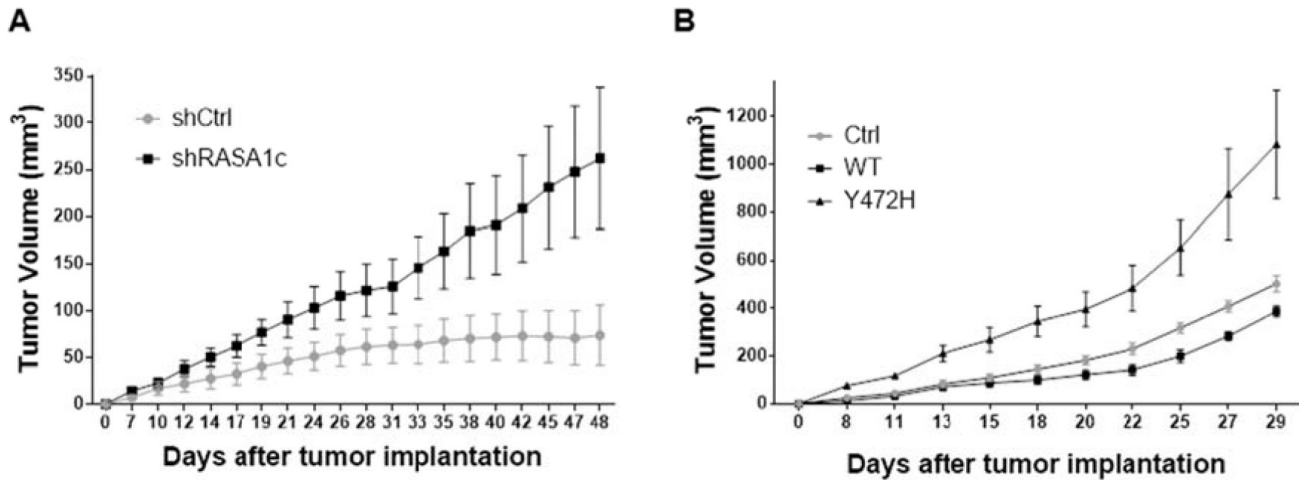 A
Tumor Volume (mm³)
350
300
250
200
150
100
50
0
shCtrl
shRASA1c
0 7 10 12 14 17 19 21 24 26 28 31 33 35 38 40 42 45 47 48
Days after tumor implantation
B
Tumor Volume (mm³)
1200
1000
800
600
400
200
0
Ctrl
WT
Y472H
0 8 11 13 15 18 20 22 25 27 29
Days after tumor implantation